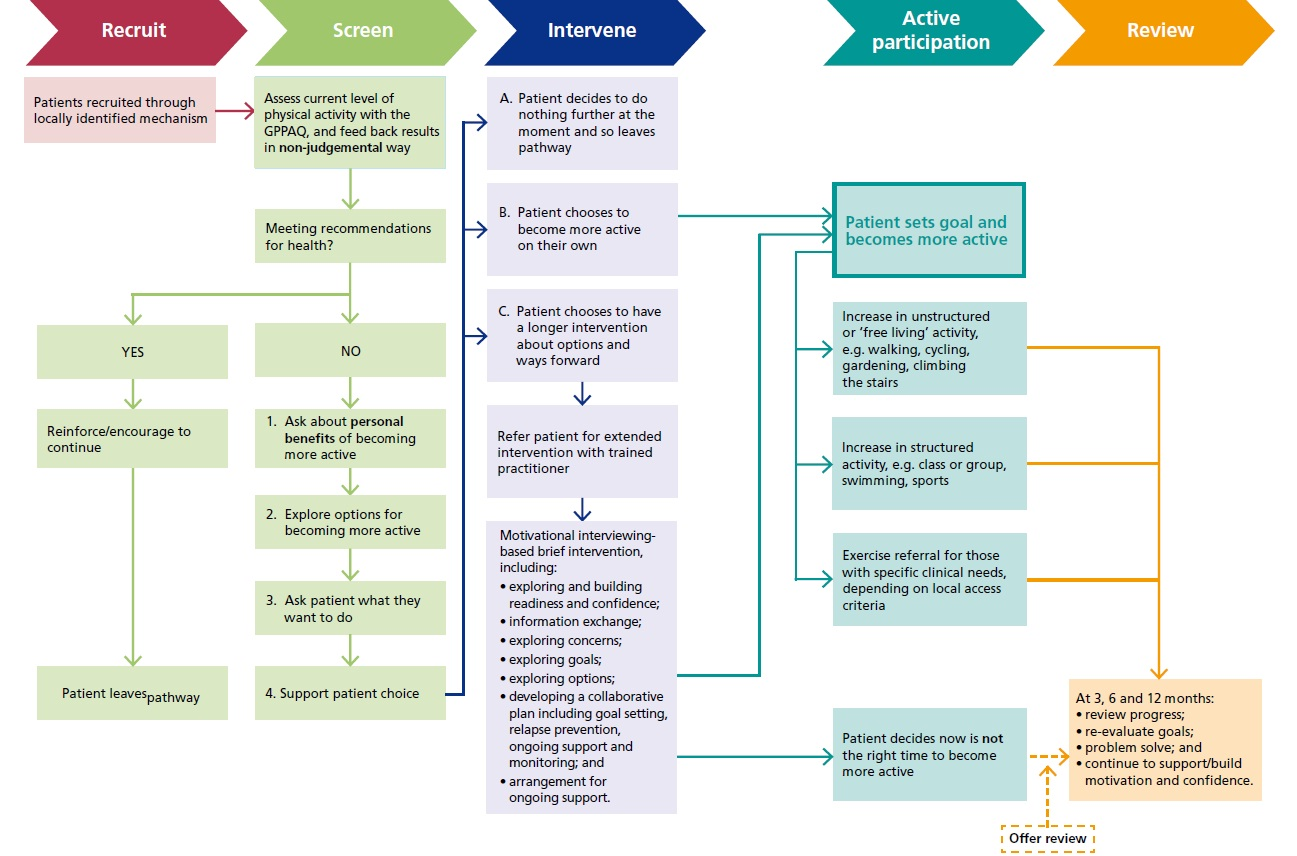 Recruit
Screen
Intervene
Active
participation
Review
Patients recruited through
locally identified mechanism
Assess current level of
physical activity with the
GPPAQ, and feed back results
in non-judgemental way
Meeting recommendations
for health?
YES
NO
Reinforce/encourage to
continue
Patient leaves pathway
1. Ask about personal
benefits of becoming
more active
2. Explore options for
becoming more active
3. Ask patient what they
want to do
4. Support patient choice
A. Patient decides to do
nothing further at the
moment and so leaves
pathway
B. Patient chooses to
become more active
on their own
C. Patient chooses to have
a longer intervention
about options and
ways forward
Refer patient for extended
intervention with trained
practitioner
Motivational interviewing-
based brief intervention,
including:
• exploring and building
readiness and confidence;
• information exchange;
• exploring concerns;
• exploring goals;
• exploring options;
• developing a collaborative
plan including goal setting,
relapse prevention,
ongoing support and
monitoring; and
• arrangement for
ongoing support.
Patient sets goal and
becomes more active
Increase in unstructured
or ‘free living’ activity,
e.g. walking, cycling,
gardening, climbing
the stairs
Increase in structured
activity, e.g. class or group,
swimming, sports
Exercise referral for those
with specific clinical needs,
depending on local access
criteria
Patient decides now is not
the right time to become
more active
At 3, 6 and 12 months:
• review progress;
• re-evaluate goals;
• problem solve; and
• continue to support/build
motivation and confidence.
Offer review